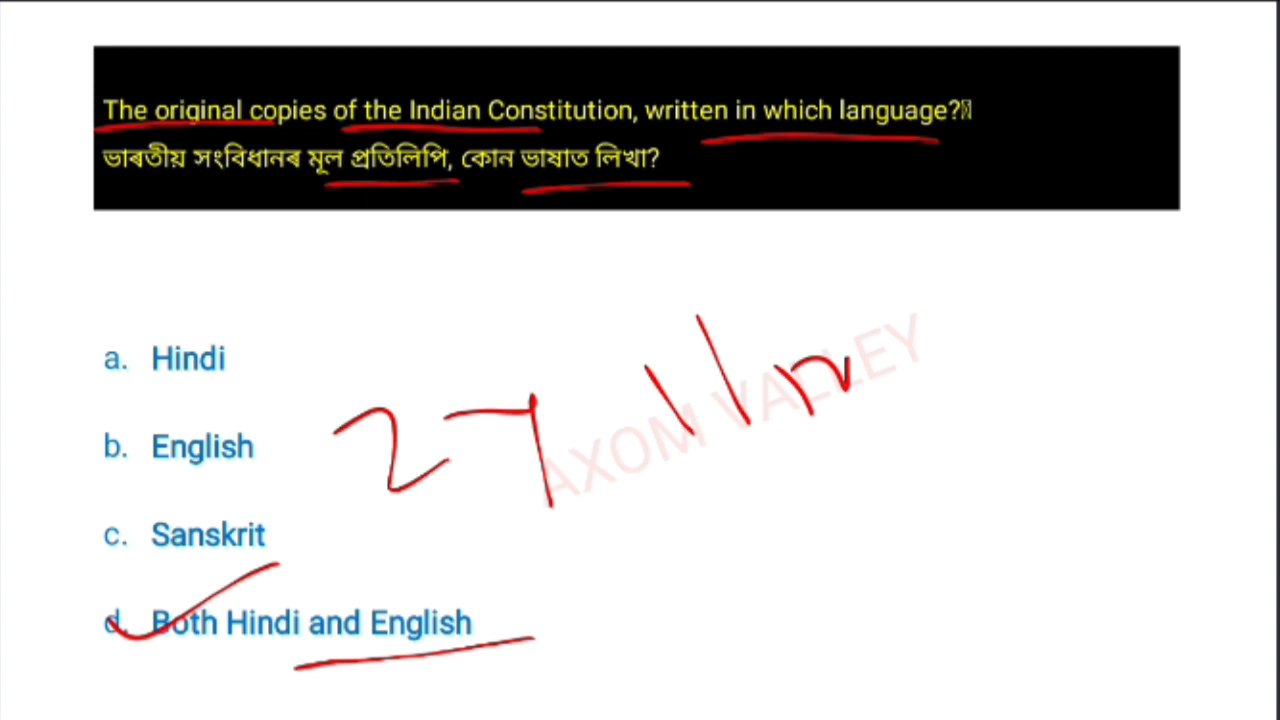 The original copies of the Indian Constitution, written in which language?
ভাৰতীয় সংবিধানৰ মূল প্ৰতিলিপি, কোন ভাষাত লিখা?
a. Hindi
b. English
c. Sanskrit
d. Both Hindi and English
AXOM VALLEY